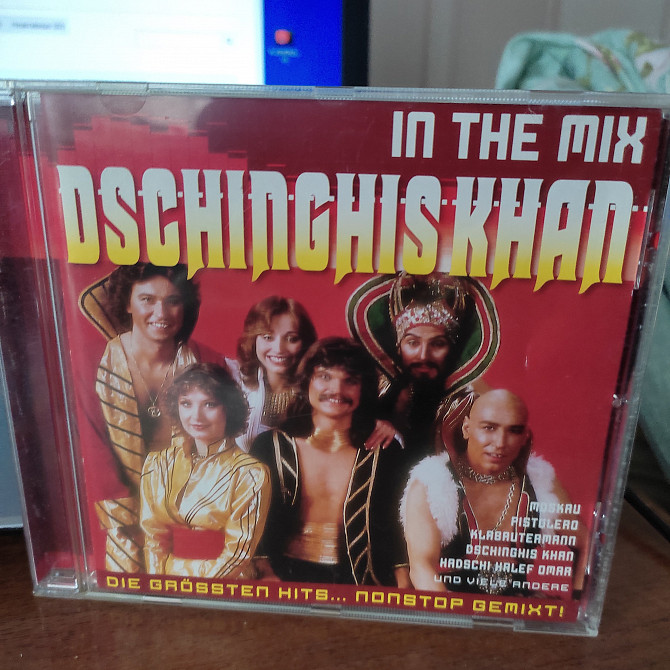 IN THE MIX
DSCHINGHIS KHAN
MOSKAU
PISTOLERO
KLABAUTERMANN
DSCHINGHIS KHAN
HADSCHI HALEF OMAR
UND VIELE ANDERE
DIE GRÖSSTEN HITS... NONSTOP GEMIXT!